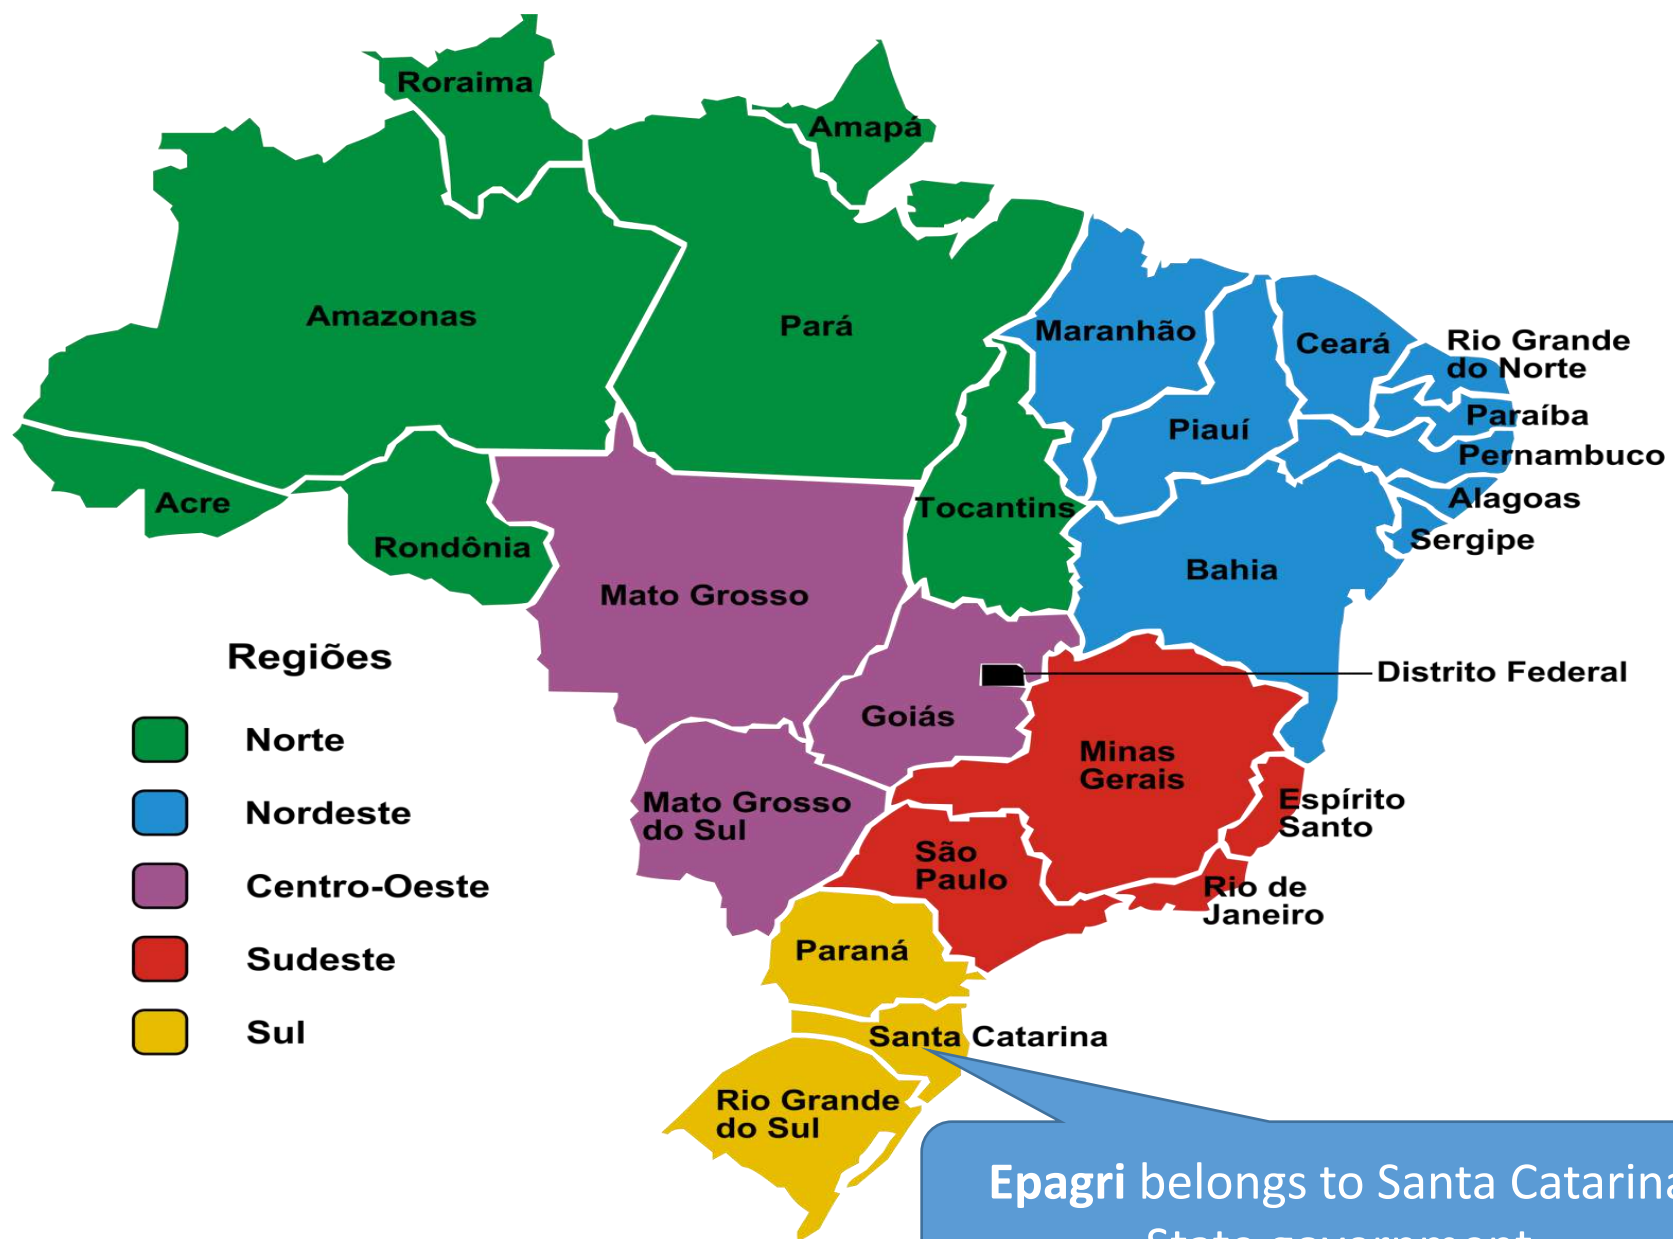 Roraima
Amapá
Amazonas
Pará
Maranhão
Ceará
Rio Grande
do Norte
Paraíba
Piauí
Pernambuco
Acre
Tocantins
Alagoas
Rondônia
Sergipe
Bahia
Mato Grosso
Regiões
Distrito Federal
Goiás
Norte
Minas
Gerais
Mato Grosso
do Sul
Espírito
Santo
Nordeste
São
Paulo
Centro-Oeste
Rio de
Janeiro
Paraná
Sudeste
Sul
Santa Catarina
Rio Grande
do Sul
Epagri belongs to Santa Catarina
State government